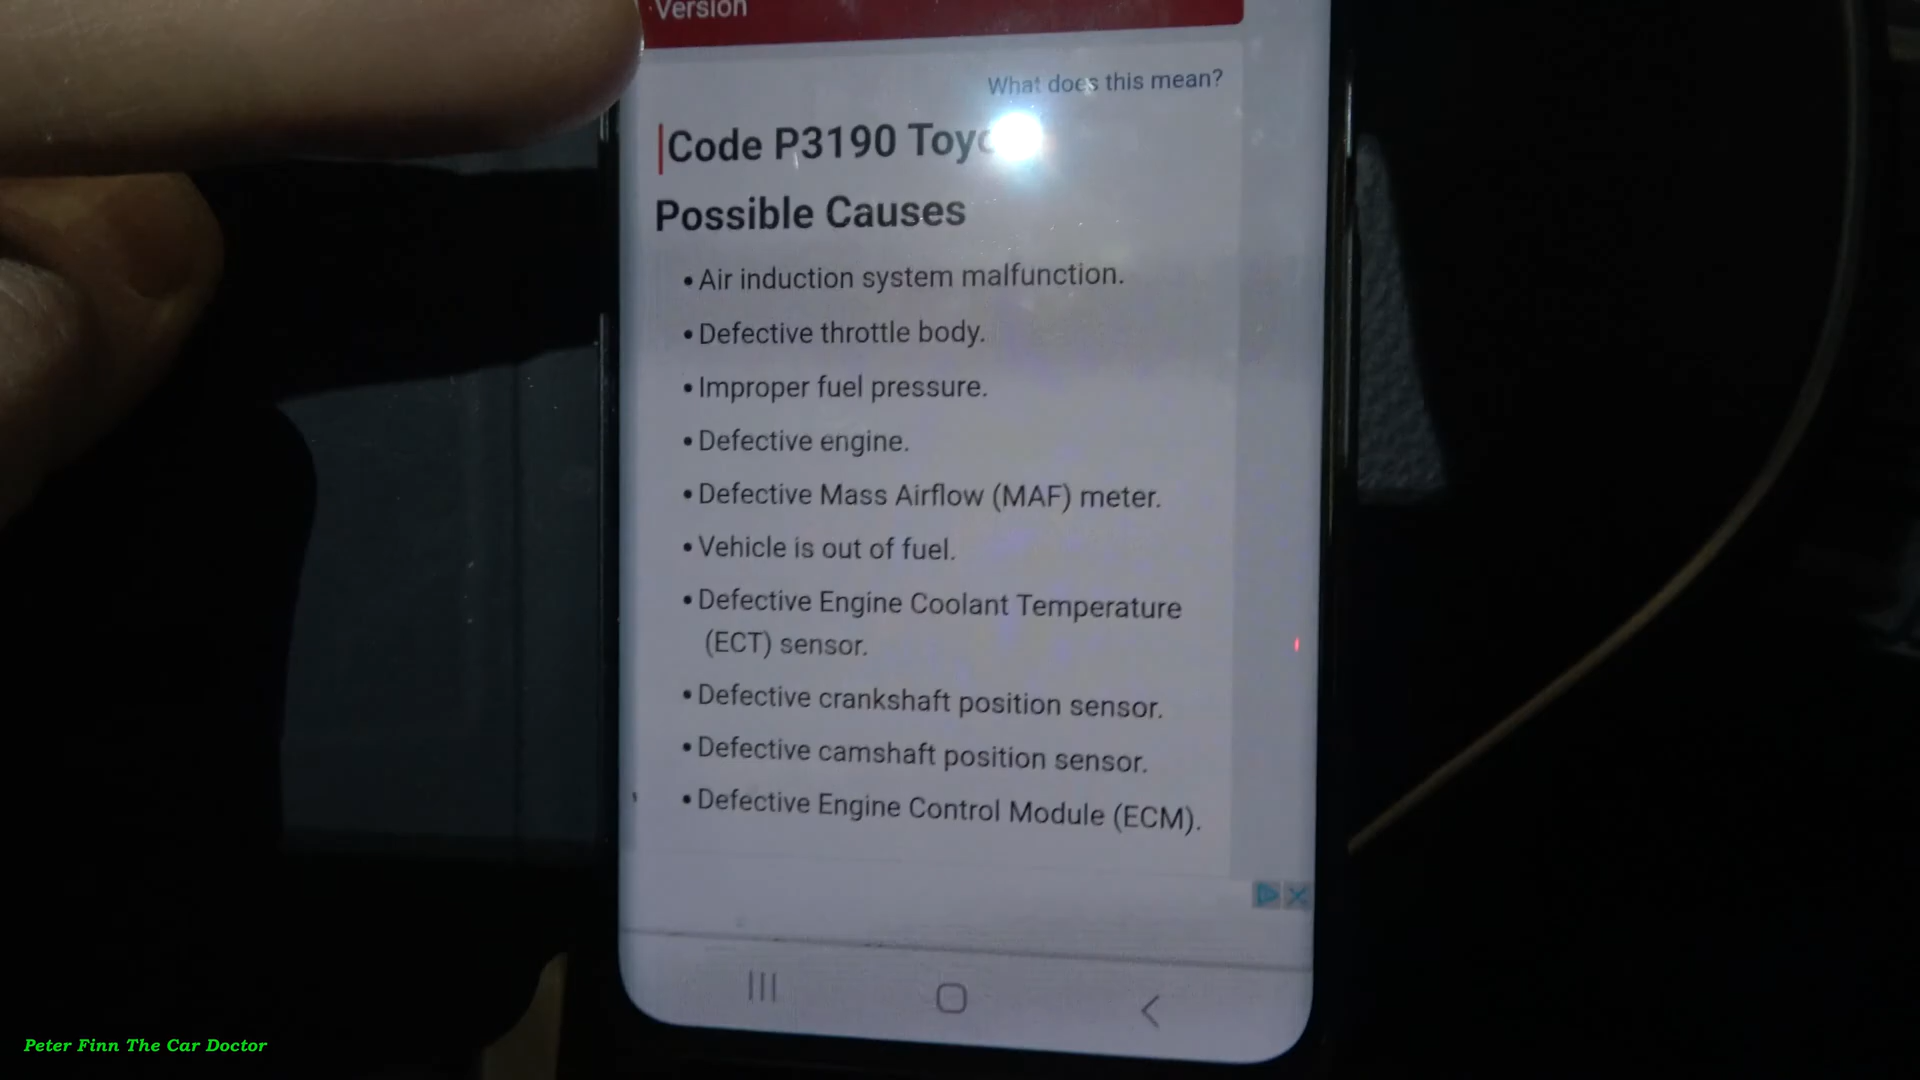 Version
What does this mean?
Code P3190
Possible Causes
• Air induction system malfunction.
• Defective throttle body.
• Improper fuel pressure.
• Defective engine.
• Defective Mass Airflow (MAF) meter.
• Vehicle is out of fuel.
• Defective Engine Coolant Temperature
(ECT) sensor.
• Defective crankshaft position sensor.
• Defective camshaft position sensor.
• Defective Engine Control Module (ECM).
Peter Finn The Car Doctor